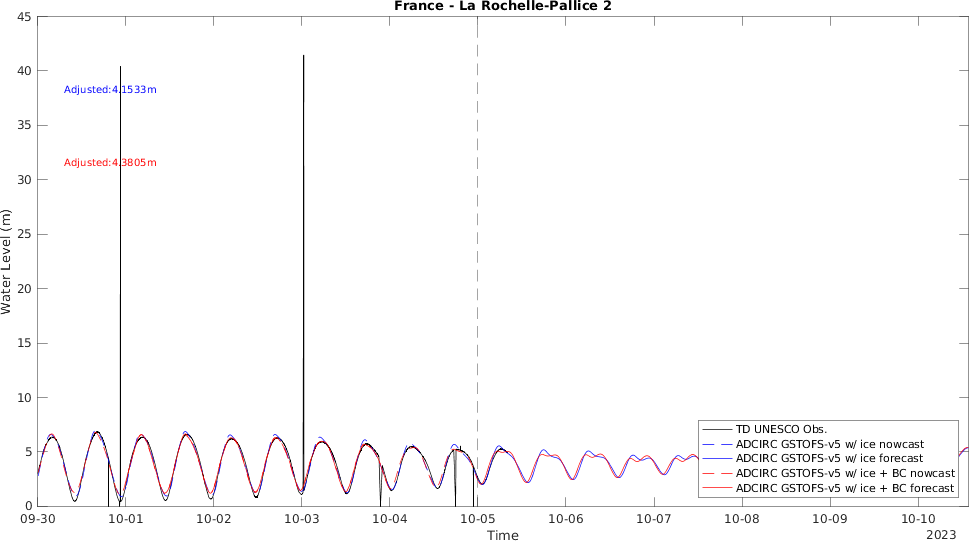 France - La Rochelle-Pallice 2
45
40
35
30
25
20
15
10
5
0
Water Level (m)
Adjusted:4.1533m
Adjusted:4.3805m
TD UNESCO Obs.
ADCIRC GSTOFS-v5 w/ ice nowcast
ADCIRC GSTOFS-v5 w/ ice forecast
ADCIRC GSTOFS-v5 w/ ice + BC nowcast
ADCIRC GSTOFS-v5 w/ ice + BC forecast
09-30 10-01 10-02 10-03 10-04 10-05 10-06 10-07 10-08 10-09 10-10
Time
2023